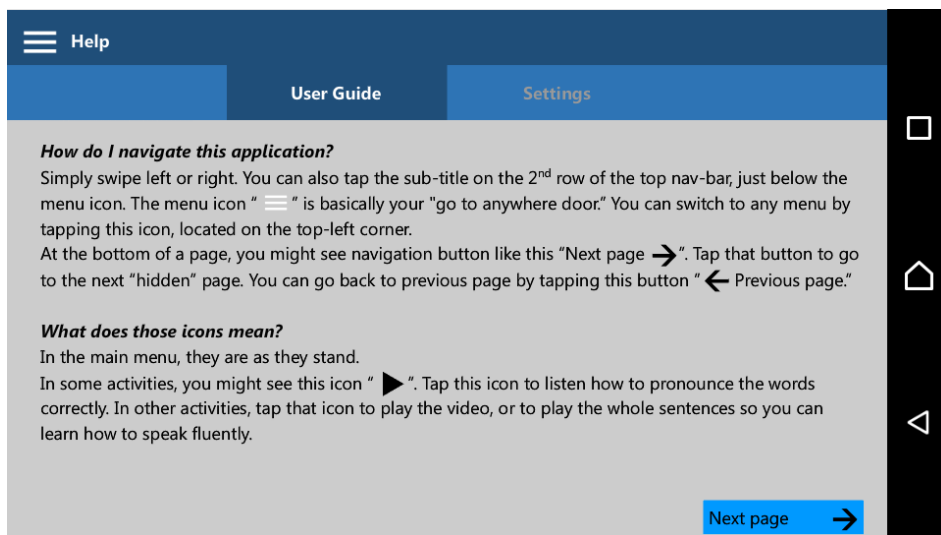 Help
User Guide
Settings
How do I navigate this application?
Simply swipe left or right. You can also tap the sub-title on the 2nd row of the top nav-bar, just below the
menu icon. The menu icon “ ” is basically your "go to anywhere door.” You can switch to any menu by
tapping this icon, located on the top-left corner.
At the bottom of a page, you might see navigation button like this “Next page →”. Tap that button to go
to the next “hidden” page. You can go back to previous page by tapping this button “ ← Previous page.”
What does those icons mean?
In the main menu, they are as they stand.
In some activities, you might see this icon “ ▶ ”. Tap this icon to listen how to pronounce the words
correctly. In other activities, tap that icon to play the video, or to play the whole sentences so you can
learn how to speak fluently.
Next page →